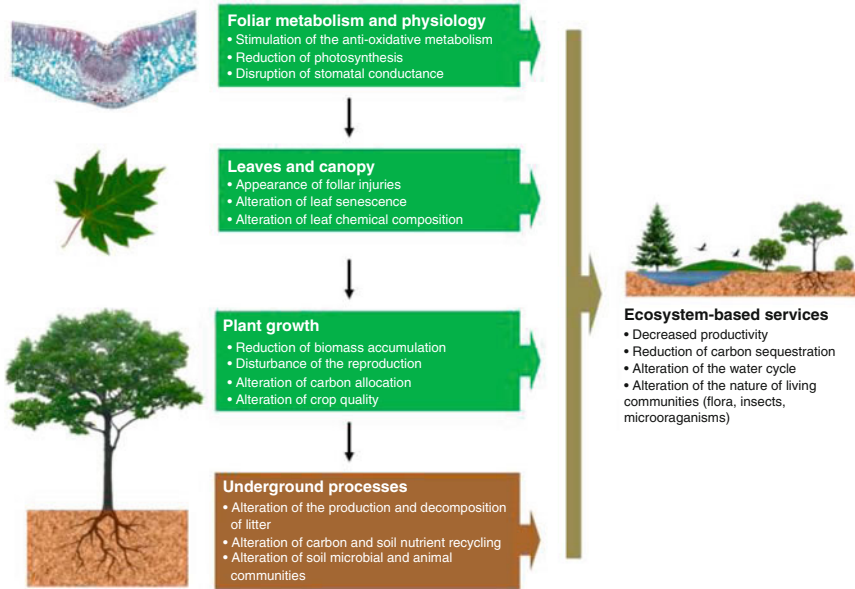 Foliar metabolism and physiology
• Stimulation of the anti-oxidative metabolism
• Reduction of photosynthesis
• Disruption of stomatal conductance
Leaves and canopy
• Appearance of follar injuries
• Alteration of leaf senescence
• Alteration of leaf chemical composition
Plant growth
• Reduction of biomass accumulation
• Disturbance of the reproduction
• Alteration of carbon allocation
• Alteration of crop quality
Underground processes
• Alteration of the production and decomposition
of litter
• Alteration of carbon and soil nutrient recycling
• Alteration of soil microbial and animal
communities
Ecosystem-based services
• Decreased productivity
• Reduction of carbon sequestration
• Alteration of the water cycle
• Alteration of the nature of living
communities (flora, insects,
microoraganisms)